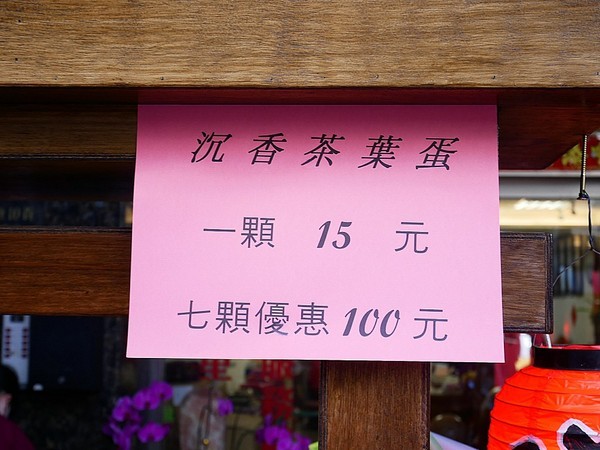 沉香茶葉蛋
一顆 15 元
七顆優惠 100 元